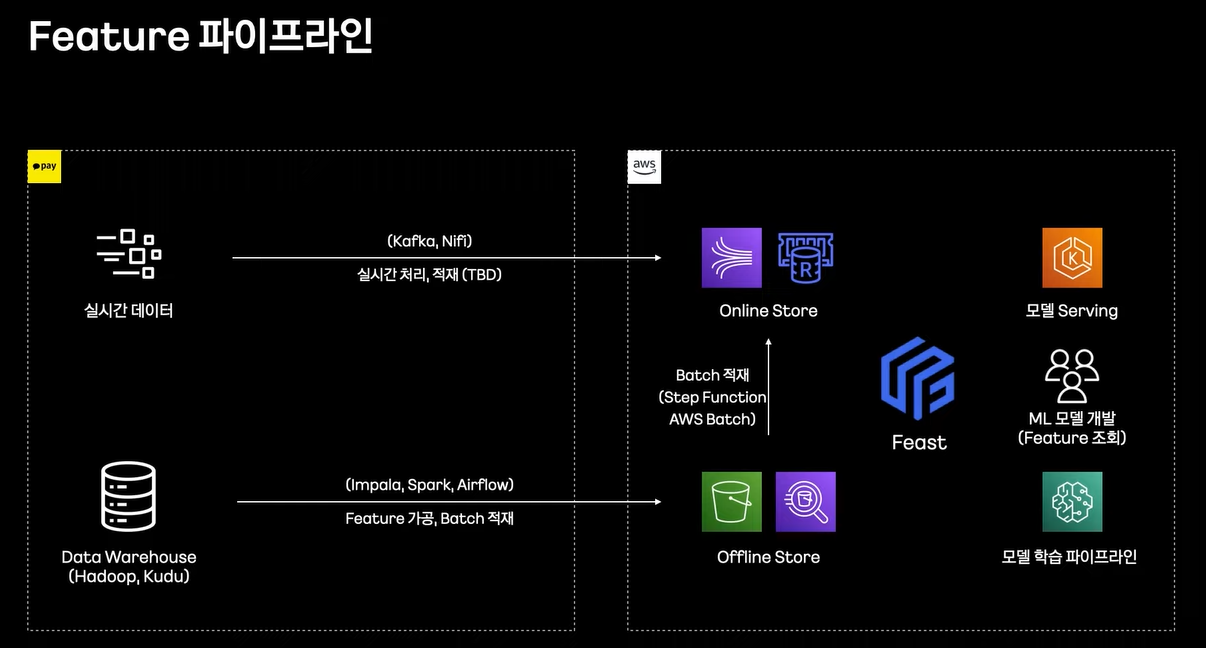 Feature 파이프라인
pay
aws
(Kafka, Nifi)
실시간 처리, 적재 (TBD)
실시간 데이터
R
Online Store
K
모델 Serving
Batch 적재
(Step Function
AWS Batch)
Feast
ML 모델 개발
(Feature 조회)
(Impala, Spark, Airflow)
Feature 가공, Batch 적재
Data Warehouse
(Hadoop, Kudu)
Offline Store
모델 학습 파이프라인